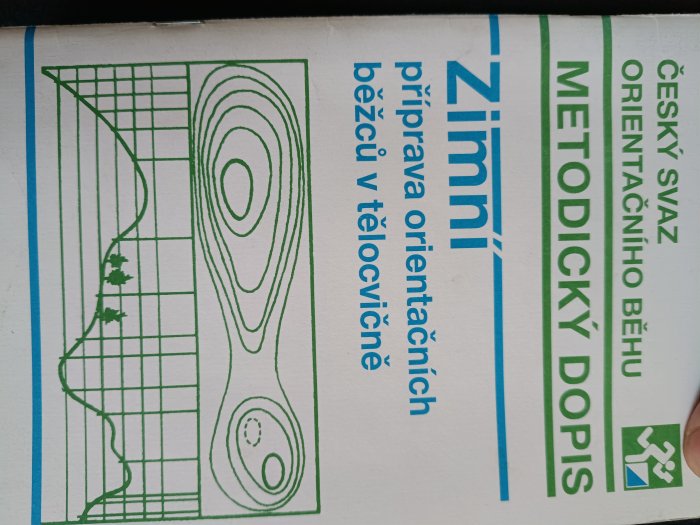 ČESKÝ SVAZ
ORIENTAČNÍHO BĚHU
METODICKÝ DOPIS
Zimní
příprava orientačních
běžců v tělocvičně